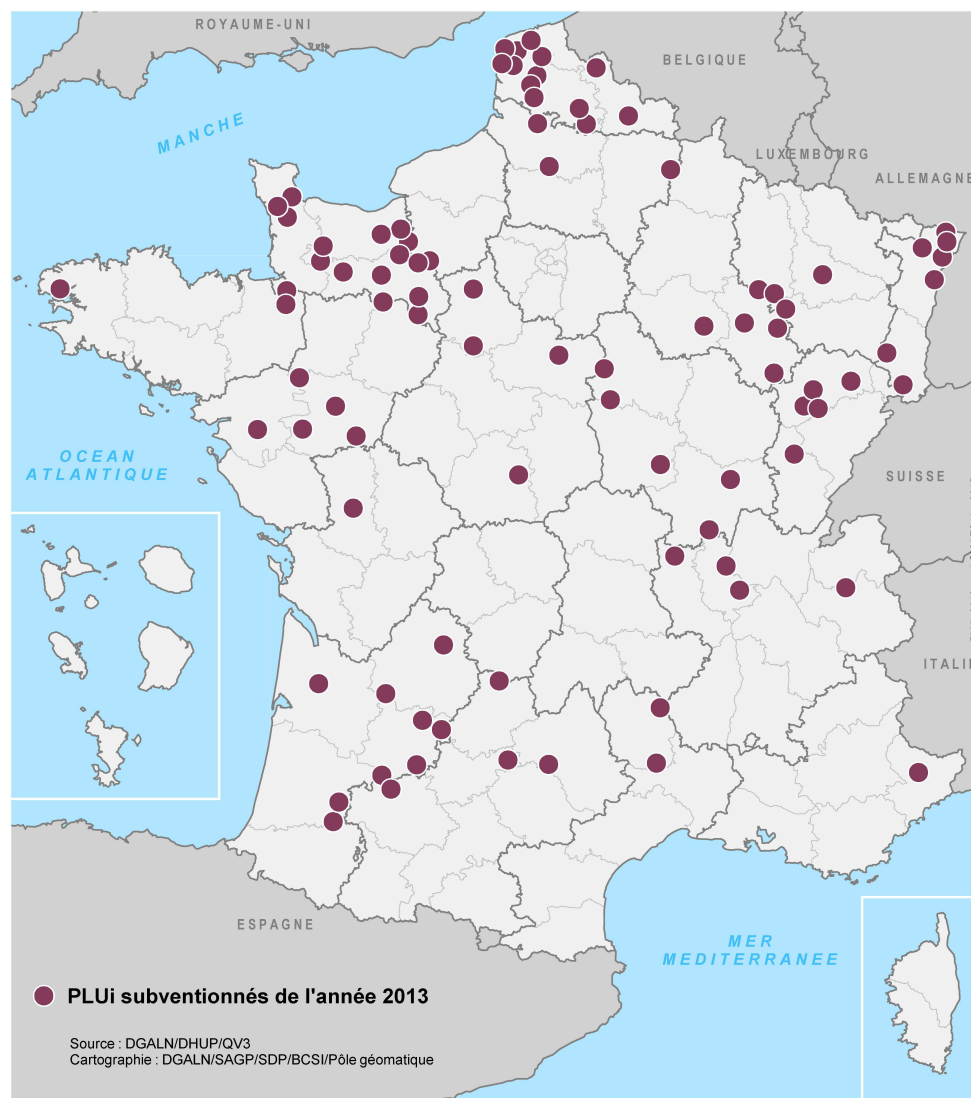 ROYAUME-UNI
BELGIQUE
MANCHE
LUXEMBOURG
ALLEMAGNE
OCEAN
ATLANTIQUE
SUISSE
ITALI
ESPAGNE
MER
MEDITERRANEE
PLUi subventionnés de l'année 2013
Source : DGALN/DHUP/QV3
Cartographie : DGALN/SAGP/SDP/BCSI/Pôle géomatique